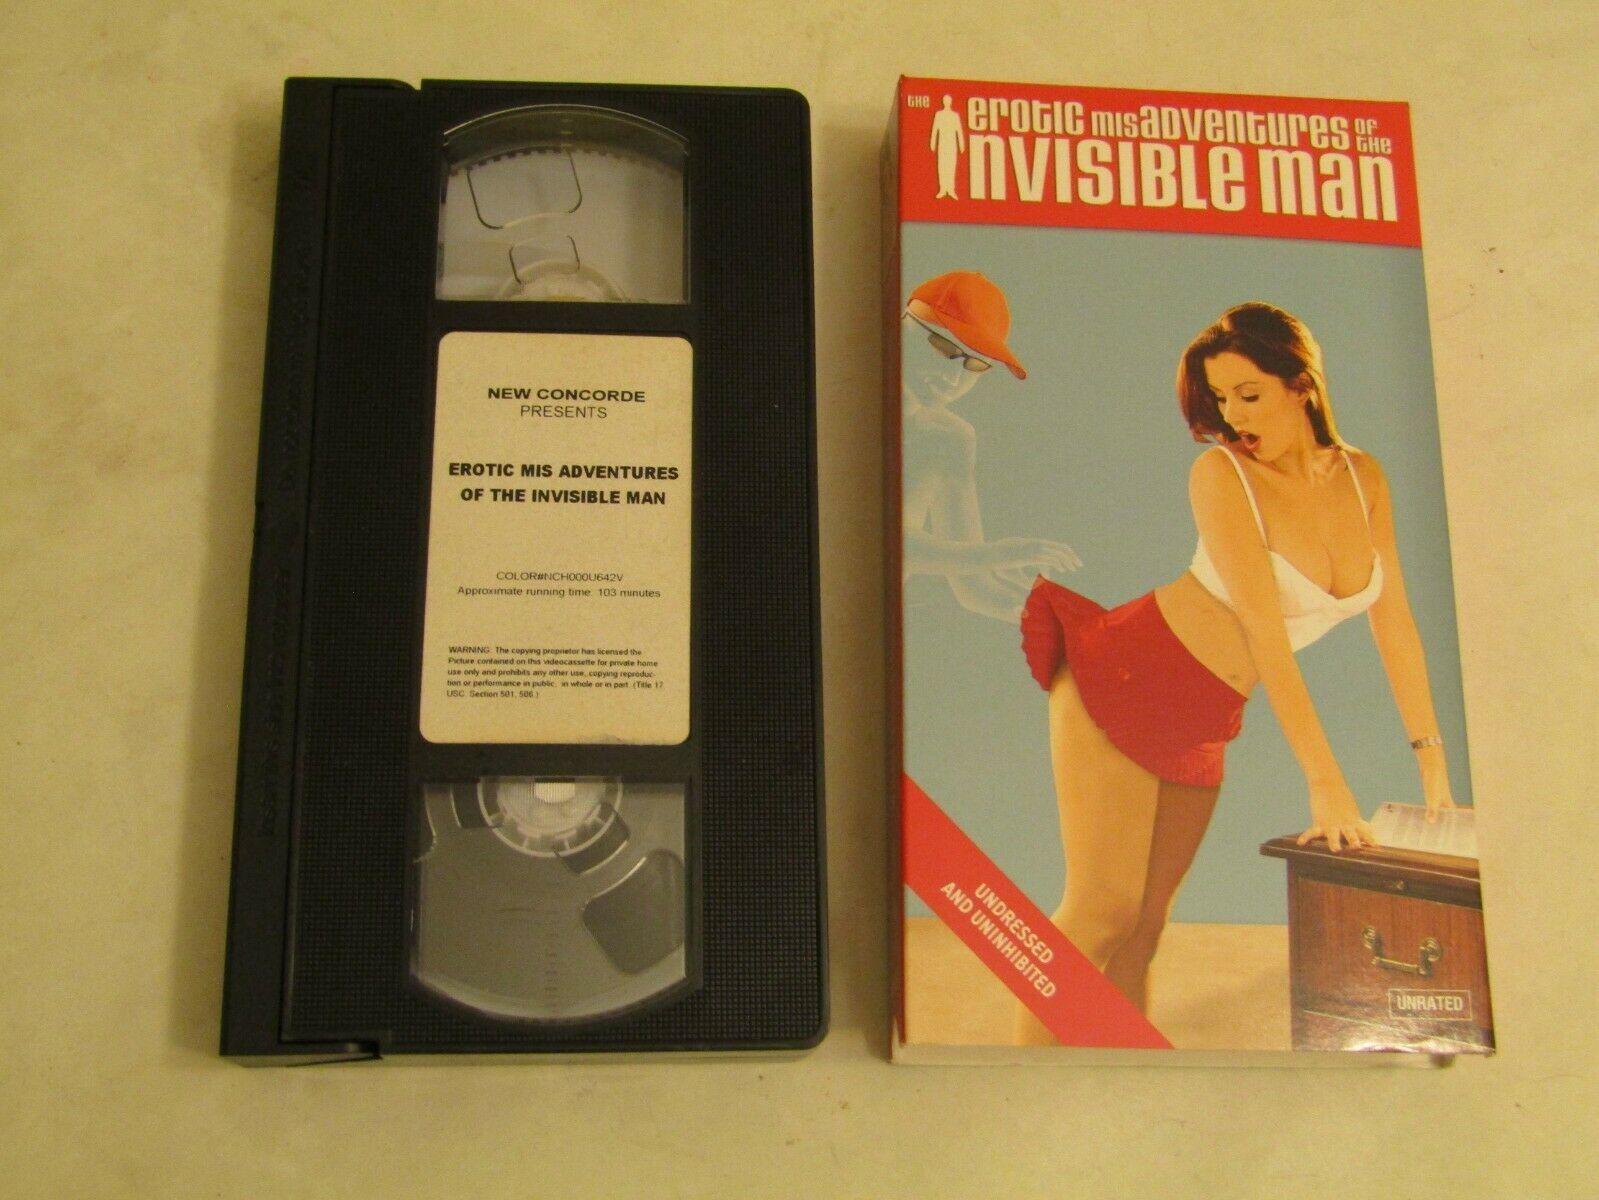 NEW CONCORDE
PRESENTS
EROTIC MIS ADVENTURES
OF THE INVISIBLE MAN
COLOR#NCH000U642V
Approximate running time: 103 minutes
WARNING: The copying proprietor has licensed the
Picture contained on this videocassette for private home
use only and prohibits any other use, copying reproduc-
tion or performance in public, in whole or in part. (Title 17
USC. Section 501, 506.)
THE EROTIC MISADVENTURES OF THE
INVISIBLE MAN
UNDRESSED
AND UNINHIBITED
UNRATED